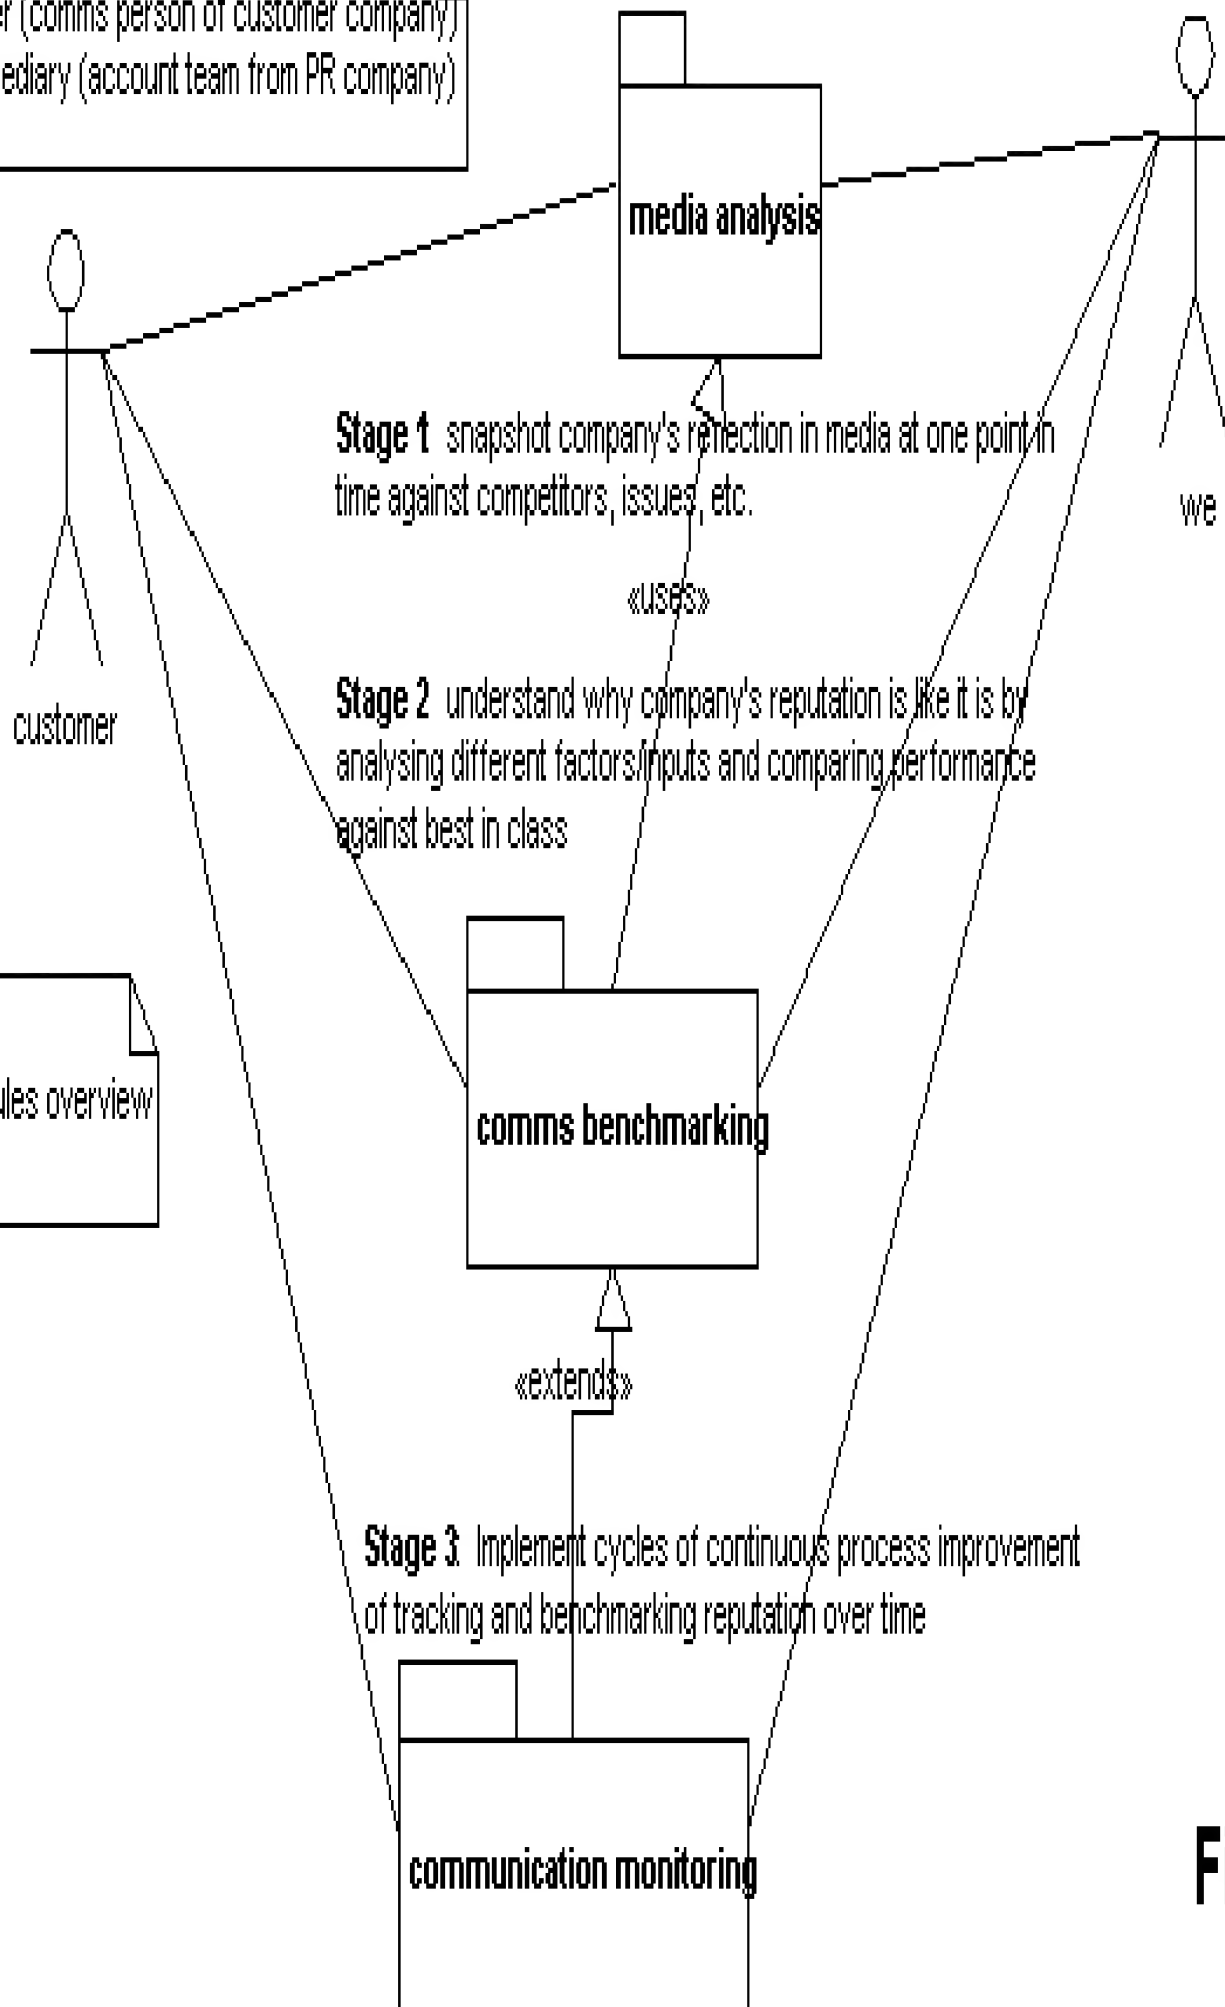 (comms person of customer company)
(account team from PR company)
media analysis
Stage 1 snapshot company's reflection in media at one point in
time against competitors, issues, etc.
we
«uses»
customer
Stage 2 understand why company's reputation is like it is by
analysing different factors/inputs and comparing performance
against best in class
overview
comms benchmarking
«extends»
Stage 3 Implement cycles of continuous process improvement
of tracking and benchmarking reputation over time
communication monitoring